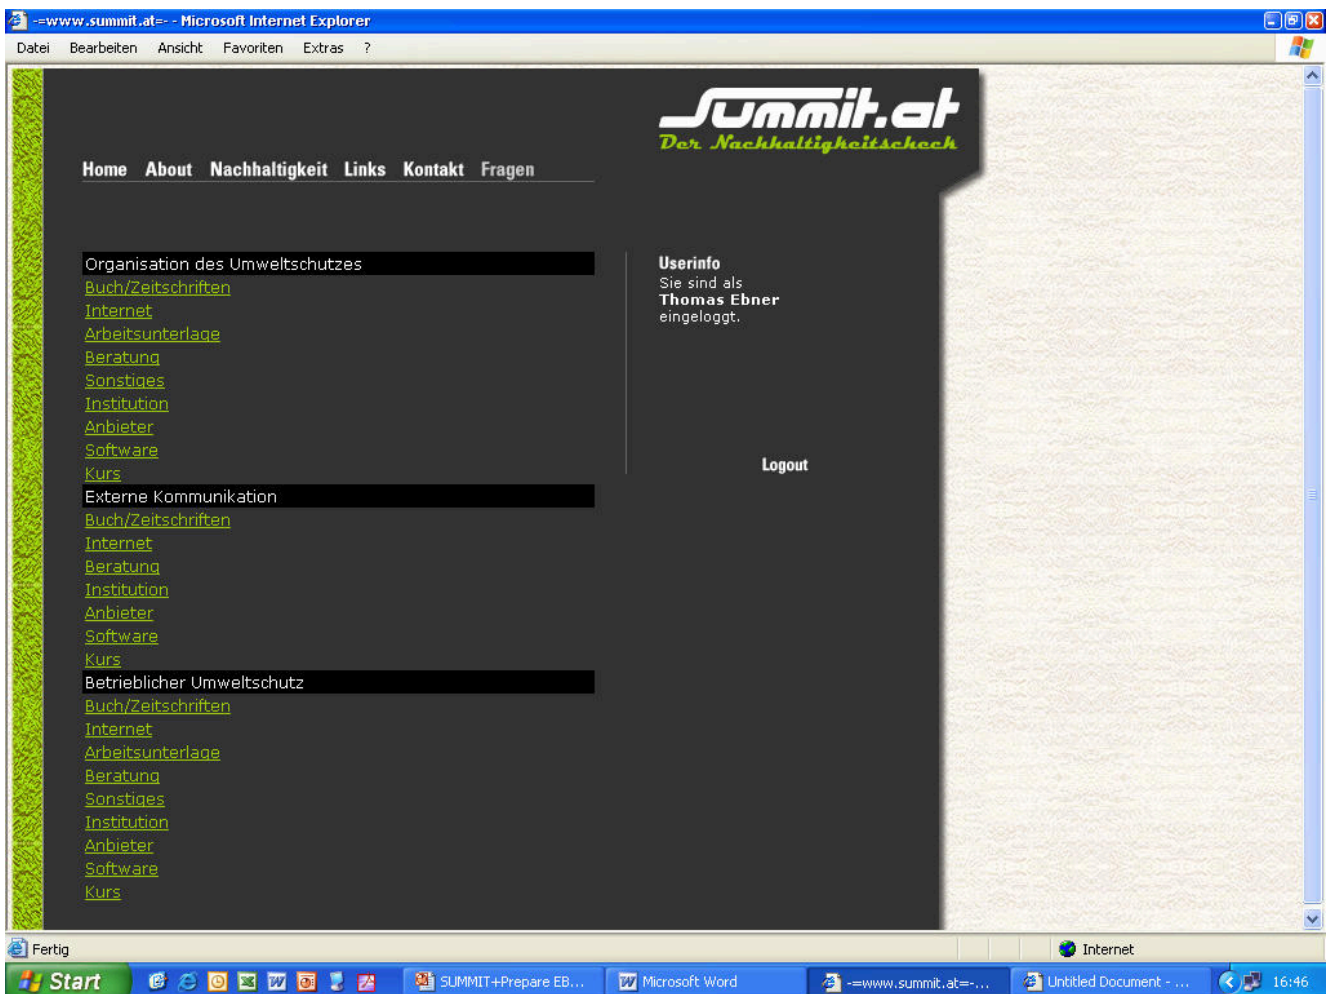 -=www.summit.at=- - Microsoft Internet Explorer
Datei Bearbeiten Ansicht Favoriten Extras ?
Summit.at
Der Nachhaltigkeitscheck
Home About Nachhaltigkeit Links Kontakt Fragen
Organisation des Umweltschutzes
Buch/Zeitschriften
Internet
Arbeitsunterlage
Beratung
Sonstiges
Institution
Anbieter
Software
Kurs
Externe Kommunikation
Buch/Zeitschriften
Internet
Beratung
Institution
Anbieter
Software
Kurs
Betrieblicher Umweltschutz
Buch/Zeitschriften
Internet
Arbeitsunterlage
Beratung
Sonstiges
Institution
Anbieter
Software
Kurs
Userinfo
Sie sind als
Thomas Ebner
eingeloggt.
Logout
Fertig Internet
Start SUMMIT+Prepare EB... Microsoft Word -=www.summit.at=-... Untitled Document - ... 16:46